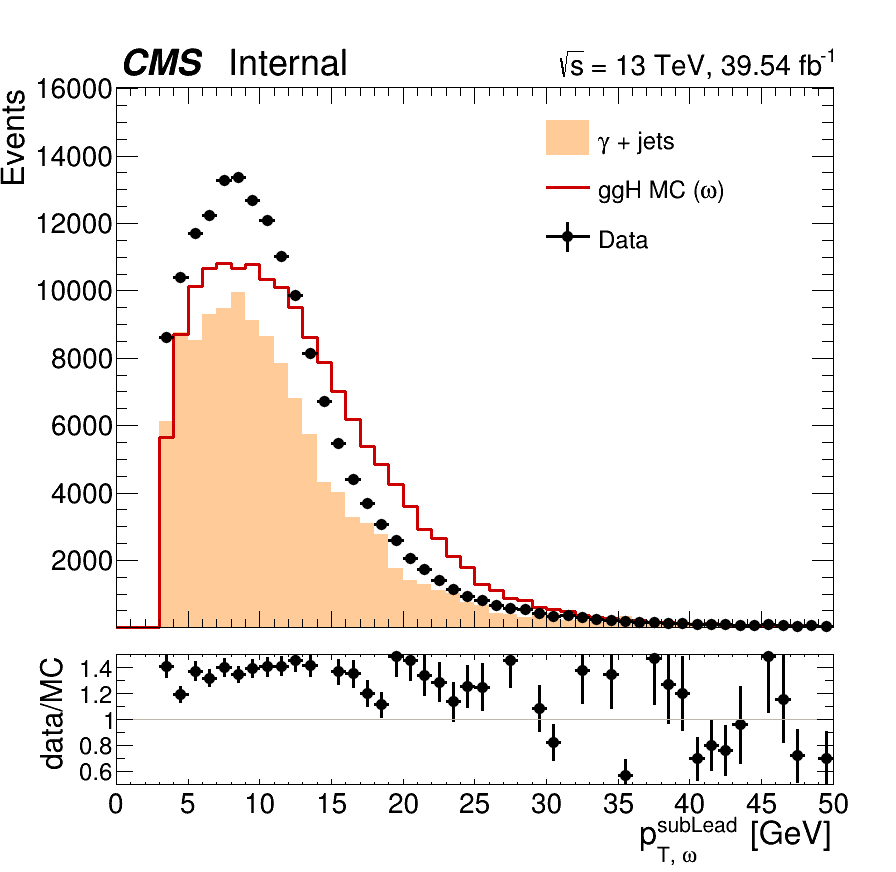 CMS Internal √s = 13 TeV, 39.54 fb⁻¹
Events
16000
14000
12000
10000
8000
6000
4000
2000
γ + jets
ggH MC (ω)
Data
data/MC
1.4
1.2
1
0.8
0.6
0 5 10 15 20 25 30 35 40 45 50
p_{T, ω}^{subLead} [GeV]